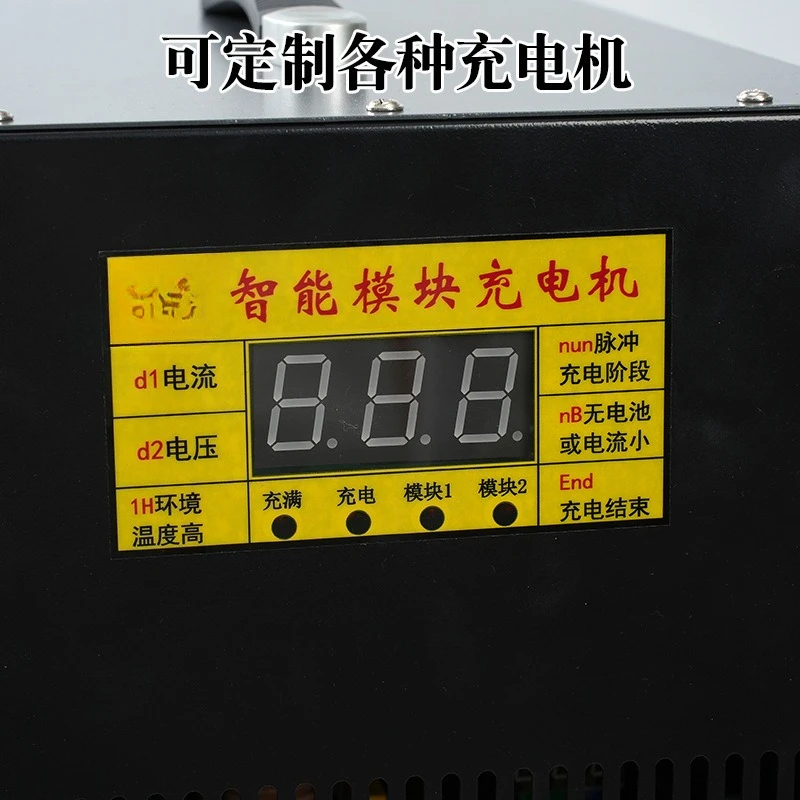 可定制各种充电机
智能模块充电机
d1电流
d2电压
1H环境
温度高
8.8.8.
充满 充电 模块1 模块2
nun脉冲
充电阶段
nB无电池
或电流小
End
充电结束